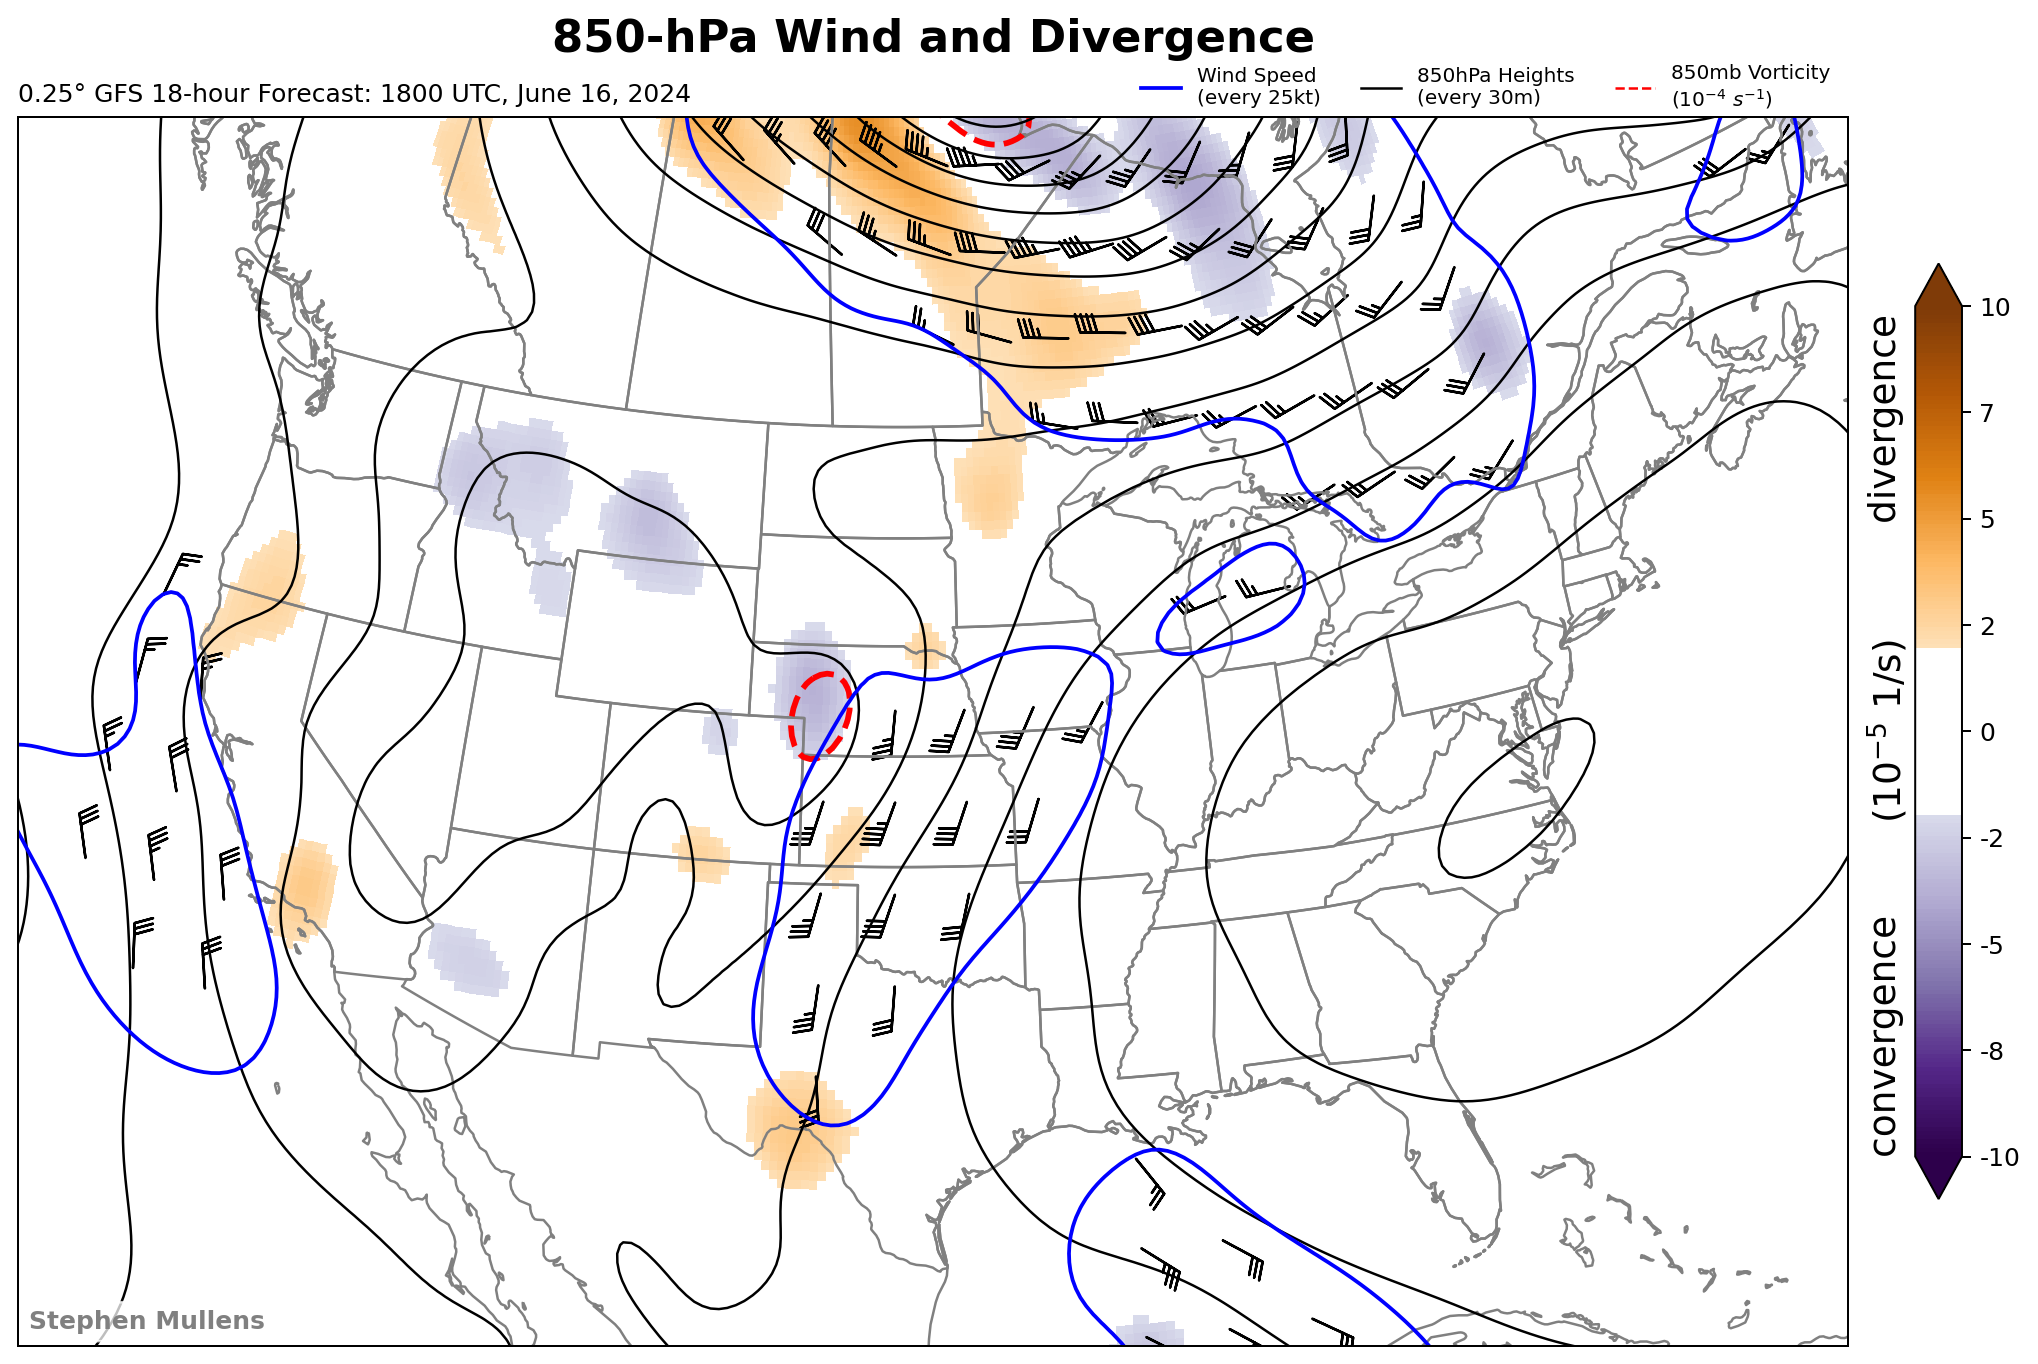 850-hPa Wind and Divergence
0.25° GFS 18-hour Forecast: 1800 UTC, June 16, 2024
Wind Speed
(every 25kt)
850hPa Heights
(every 30m)
850mb Vorticity
(10⁻⁴ s⁻¹)
10
7
5
2
0
-2
-5
-8
-10
convergence (10⁻⁵ 1/s) divergence
Stephen Mullens